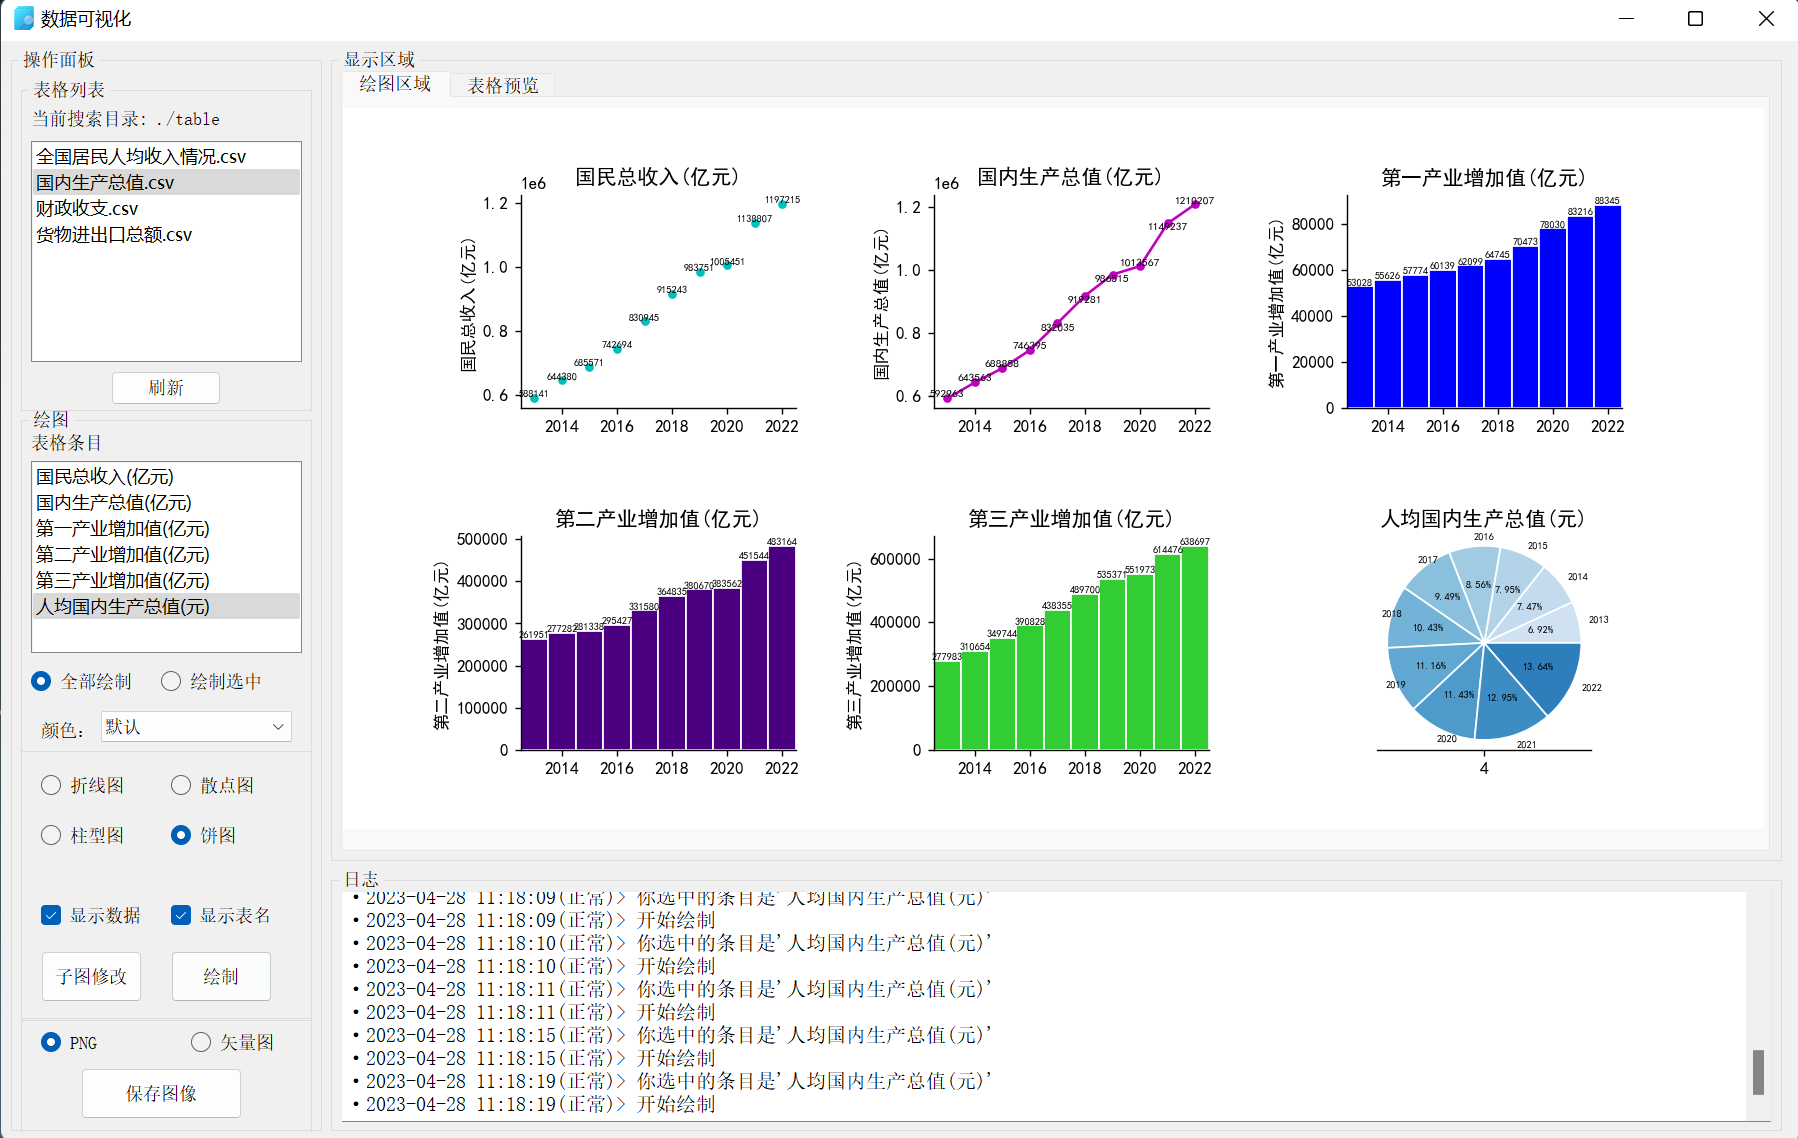 数据可视化
操作面板
表格列表
当前搜索目录: ./table
全国居民人均收入情况.csv
国内生产总值.csv
财政收支.csv
货物进出口总额.csv
刷新
绘图
表格条目
国民总收入(亿元)
国内生产总值(亿元)
第一产业增加值(亿元)
第二产业增加值(亿元)
第三产业增加值(亿元)
人均国内生产总值(元)
全部绘制 绘制选中
颜色: 默认
折线图 散点图
柱型图 饼图
显示数据 显示表名
子图修改 绘制
PNG 矢量图
保存图像
显示区域
绘图区域 表格预览
国民总收入(亿元)
1e6
国民总收入(亿元)
1.2
1.0
0.8
0.6
588141
644380
685571
742694
830945
915243
983751
1005451
1138807
1197215
2014 2016 2018 2020 2022
国内生产总值(亿元)
1e6
国内生产总值(亿元)
1.2
1.0
0.8
0.6
592963
643563
688858
746395
832035
919281
986515
1013567
1149237
1210207
2014 2016 2018 2020 2022
第一产业增加值(亿元)
第一产业增加值(亿元)
80000
60000
40000
20000
0
53028
55626
57774
60139
62099
64745
70473
78030
83216
88345
2014 2016 2018 2020 2022
第二产业增加值(亿元)
第二产业增加值(亿元)
500000
400000
300000
200000
100000
0
261951
277282
281338
295427
331580
364835
380670
383562
451544
483164
2014 2016 2018 2020 2022
第三产业增加值(亿元)
第三产业增加值(亿元)
600000
400000
200000
0
277983
310654
349744
390828
438355
489700
535371
551973
614476
638697
2014 2016 2018 2020 2022
人均国内生产总值(元)
2013
6.92%
2014
7.47%
2015
7.95%
2016
8.56%
2017
9.49%
2018
10.43%
2019
11.16%
2020
11.43%
2021
12.95%
2022
13.64%
4
日志
•2023-04-28 11:18:09(正常)> 你选中的条目是'人均国内生产总值(元)'
•2023-04-28 11:18:09(正常)> 开始绘制
•2023-04-28 11:18:10(正常)> 你选中的条目是'人均国内生产总值(元)'
•2023-04-28 11:18:10(正常)> 开始绘制
•2023-04-28 11:18:11(正常)> 你选中的条目是'人均国内生产总值(元)'
•2023-04-28 11:18:11(正常)> 开始绘制
•2023-04-28 11:18:15(正常)> 你选中的条目是'人均国内生产总值(元)'
•2023-04-28 11:18:15(正常)> 开始绘制
•2023-04-28 11:18:19(正常)> 你选中的条目是'人均国内生产总值(元)'
•2023-04-28 11:18:19(正常)> 开始绘制